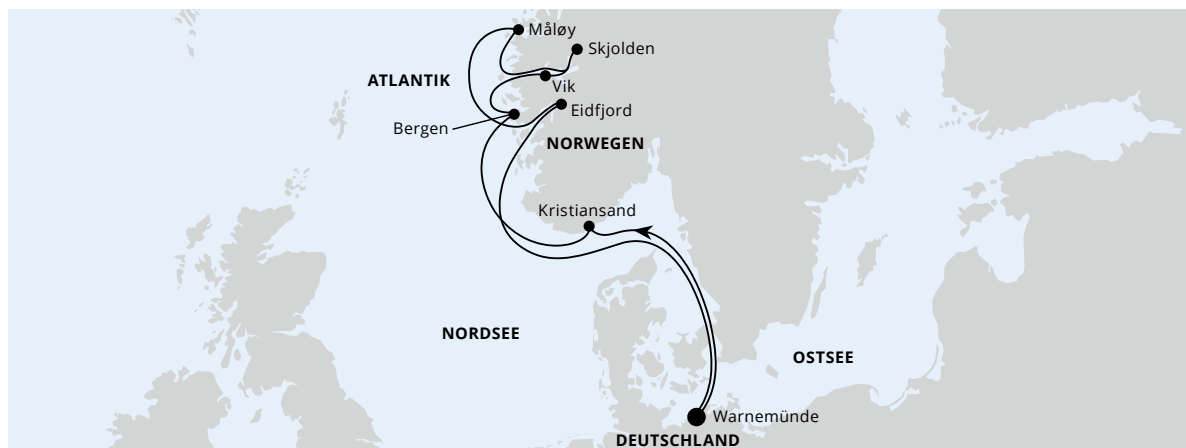 Måløy
Skjolden
ATLANTIK
Vik
Eidfjord
Bergen
NORWEGEN
Kristiansand
NORDSEE
OSTSEE
Warnemünde
DEUTSCHLAND